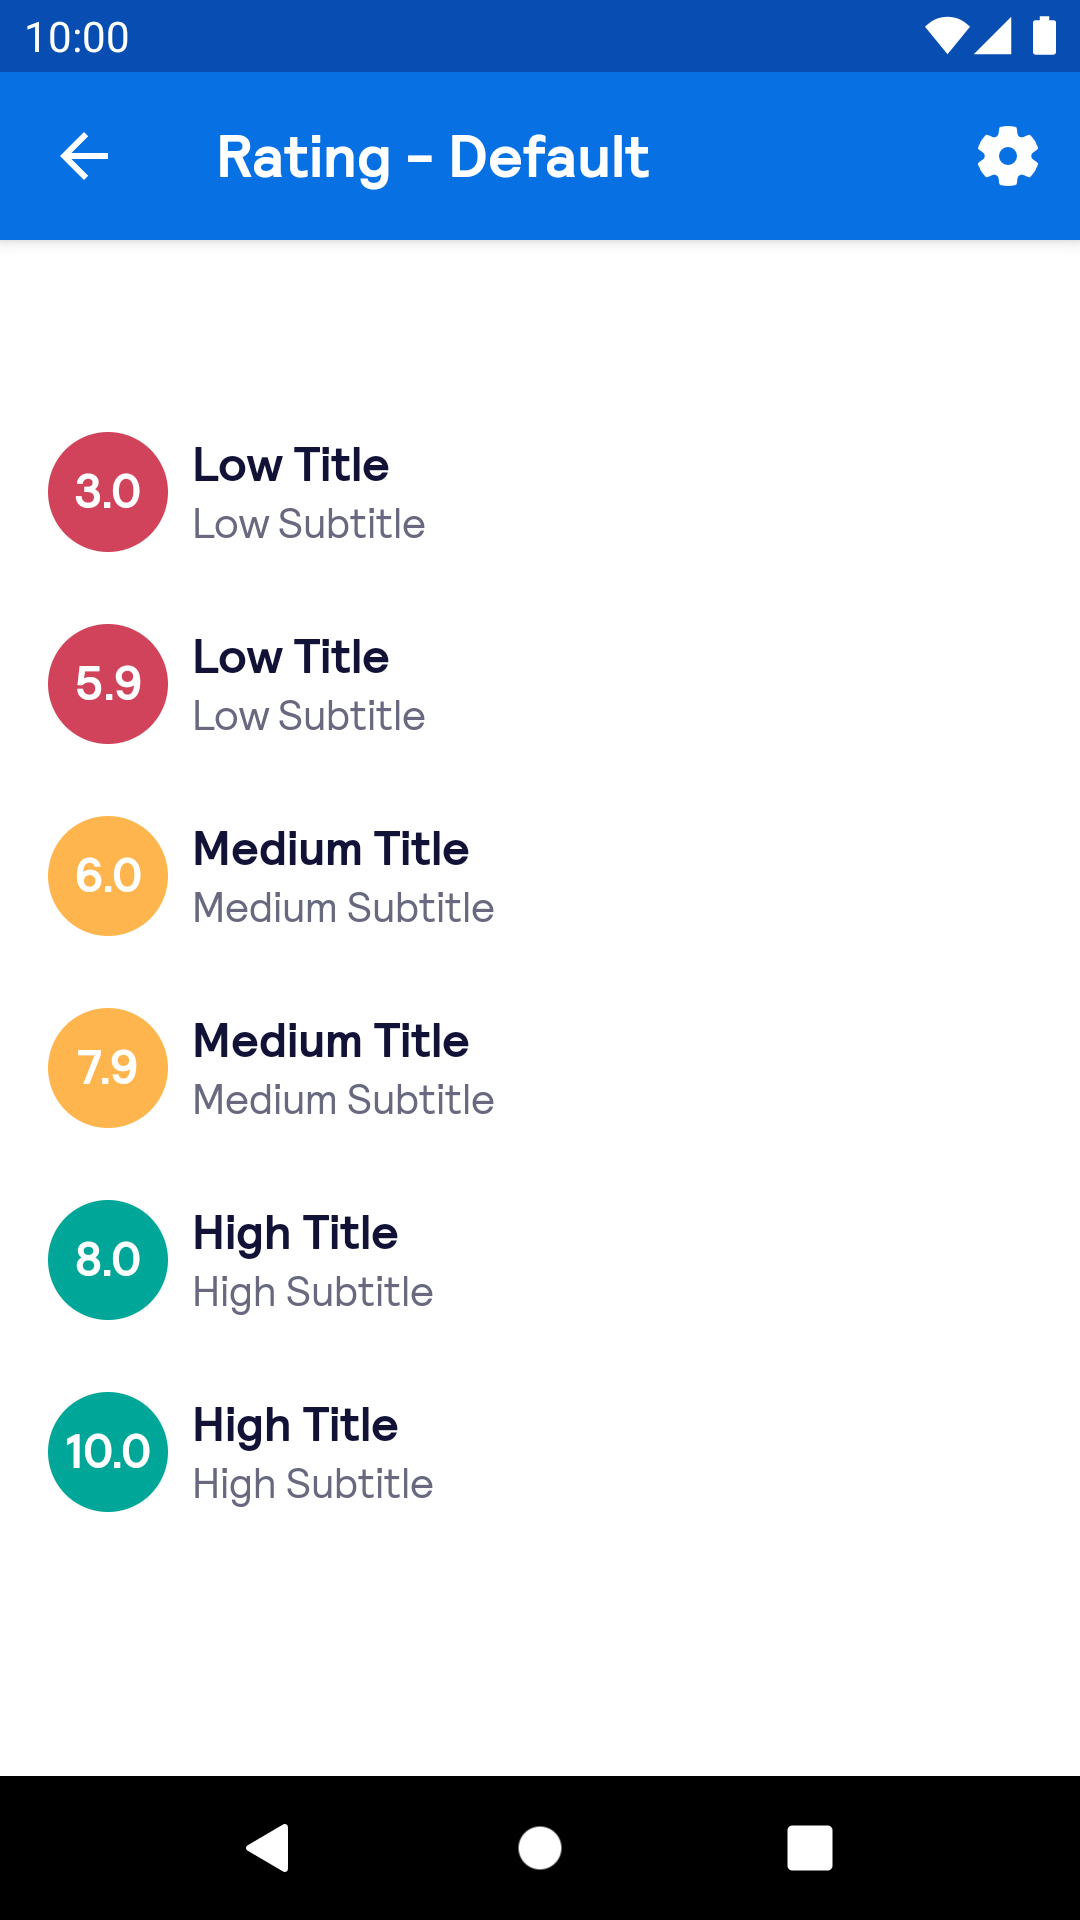 10:00
Rating - Default
3.0
Low Title
Low Subtitle
5.9
Low Title
Low Subtitle
6.0
Medium Title
Medium Subtitle
7.9
Medium Title
Medium Subtitle
8.0
High Title
High Subtitle
10.0
High Title
High Subtitle